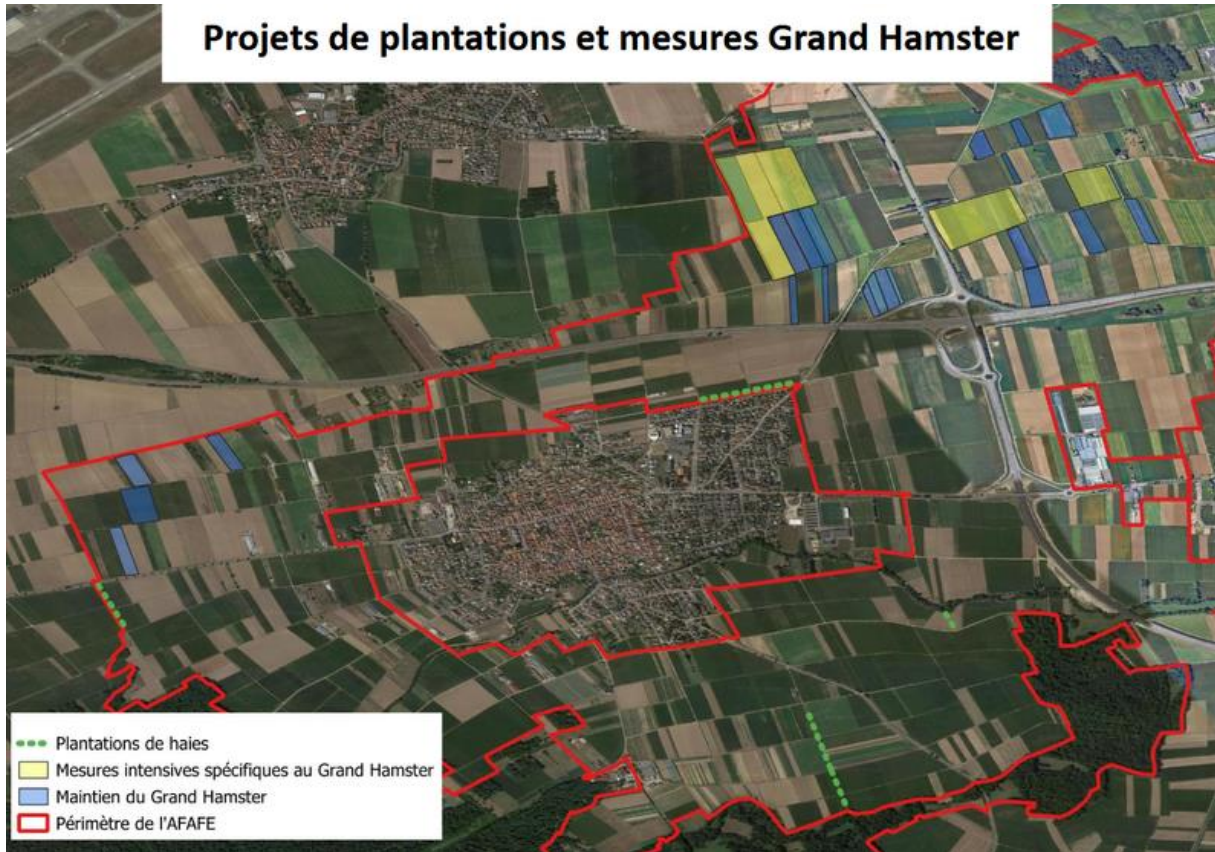 Projets de plantations et mesures Grand Hamster
Plantations de haies
Mesures intensives spécifiques au Grand Hamster
Maintien du Grand Hamster
Périmètre de l'AFAFE